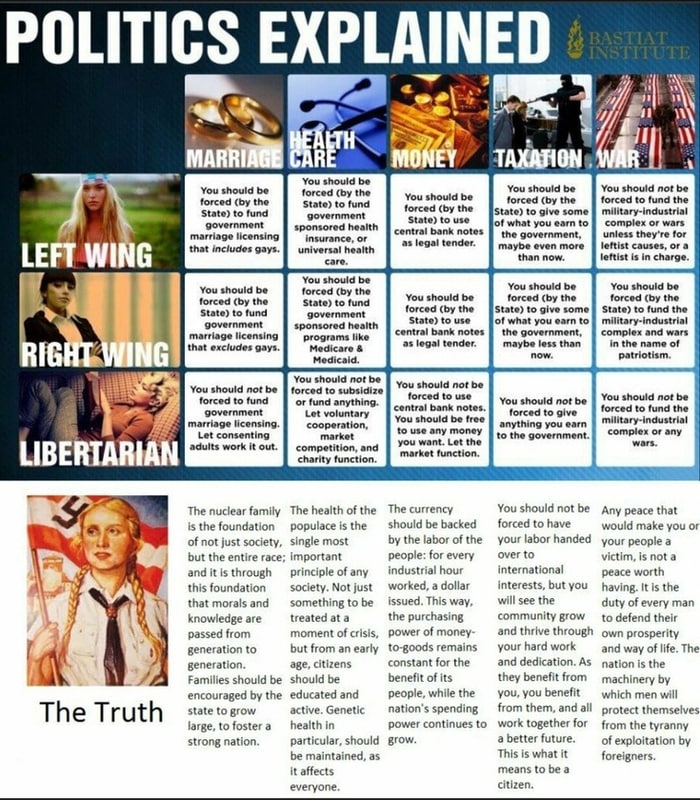 POLITICS EXPLAINED
BASTIAT
INSTITUTE
MARRIAGE
HEALTH
CARE
MONEY
TAXATION
WAR
LEFT WING
You should be
forced (by the
State) to fund
government
marriage licensing
that includes gays.
You should be
forced (by the
State) to fund
government
sponsored health
insurance, or
universal health
care.
You should be
forced (by the
State) to use
central bank notes
as legal tender.
You should be
forced (by the
State) to give some
of what you earn to
the government,
maybe even more
than now.
You should not be
forced to fund the
military-industrial
complex or wars
unless they're for
leftist causes, or a
leftist is in charge.
RIGHT WING
You should be
forced (by the
State) to fund
government
marriage licensing
that excludes gays.
You should be
forced (by the
State) to fund
government
sponsored health
programs like
Medicare &
Medicaid.
You should be
forced (by the
State) to use
central bank notes
as legal tender.
You should be
forced (by the
State) to give some
of what you earn to
the government,
maybe less than
now.
You should be
forced (by the
State) to fund the
military-industrial
complex and wars
in the name of
patriotism.
LIBERTARIAN
You should not be
forced to fund
government
marriage licensing.
Let consenting
adults work it out.
You should not be
forced to subsidize
or fund anything.
Let voluntary
cooperation,
market
competition, and
charity function.
You should not be
forced to use
central bank notes.
You should be free
to use any money
you want. Let the
market function.
You should not be
forced to give
anything you earn
to the government.
You should not be
forced to fund the
military-industrial
complex or any
wars.
The Truth
The nuclear family
is the foundation
of not just society,
but the entire race;
and it is through
this foundation
that morals and
knowledge are
passed from
generation to
generation.
Families should be
encouraged by the
state to grow
large, to foster a
strong nation.
The health of the
populace is the
single most
important
principle of any
society. Not just
something to be
treated at a
moment of crisis,
but from an early
age, citizens
should be
educated and
active. Genetic
health in
particular, should
be maintained, as
it affects
everyone.
The currency
should be backed
by the labor of the
people: for every
industrial hour
worked, a dollar
issued. This way,
the purchasing
power of money-
to-goods remains
constant for the
benefit of its
people, while the
nation's spending
power continues to
grow.
You should not be
forced to have
your labor handed
over to
international
interests, but you
will see the
community grow
and thrive through
your hard work
and dedication. As
they benefit from
you, you benefit
from them, and all
work together for
a better future.
This is what it
means to be a
citizen.
Any peace that
would make you or
your people a
victim, is not a
peace worth
having. It is the
duty of every man
to defend their
own prosperity
and way of life. The
nation is the
machinery by
which men will
protect themselves
from the tyranny
of exploitation by
foreigners.